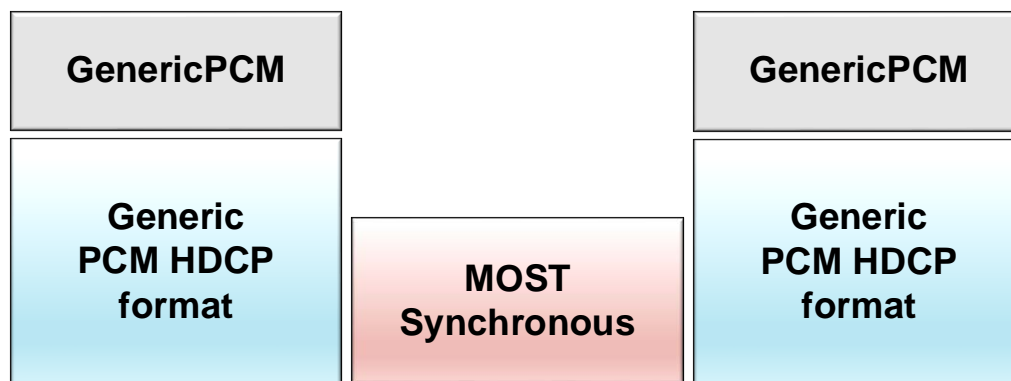 GenericPCM
Generic
PCM HDCP
format
MOST
Synchronous
GenericPCM
Generic
PCM HDCP
format